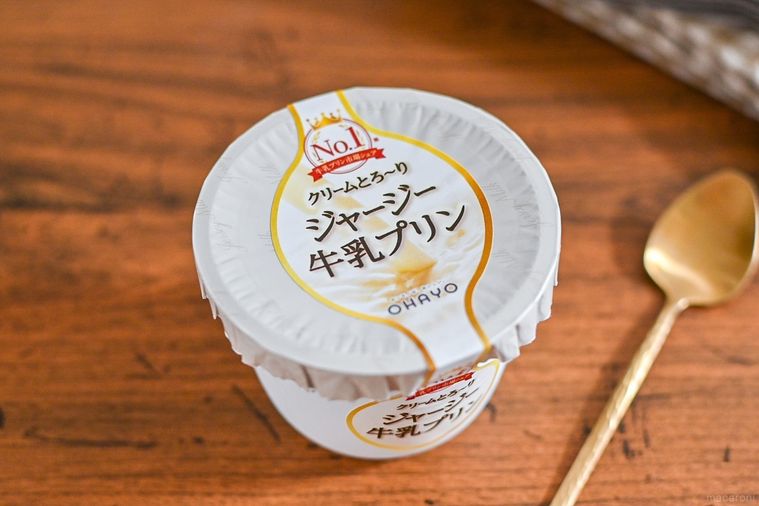 No.1
牛乳プリン市場シェア
クリームとろ〜り
ジャージー
牛乳プリン
OHAYO
クリームとろ〜り
ジャージー
牛乳プリン
macaroni